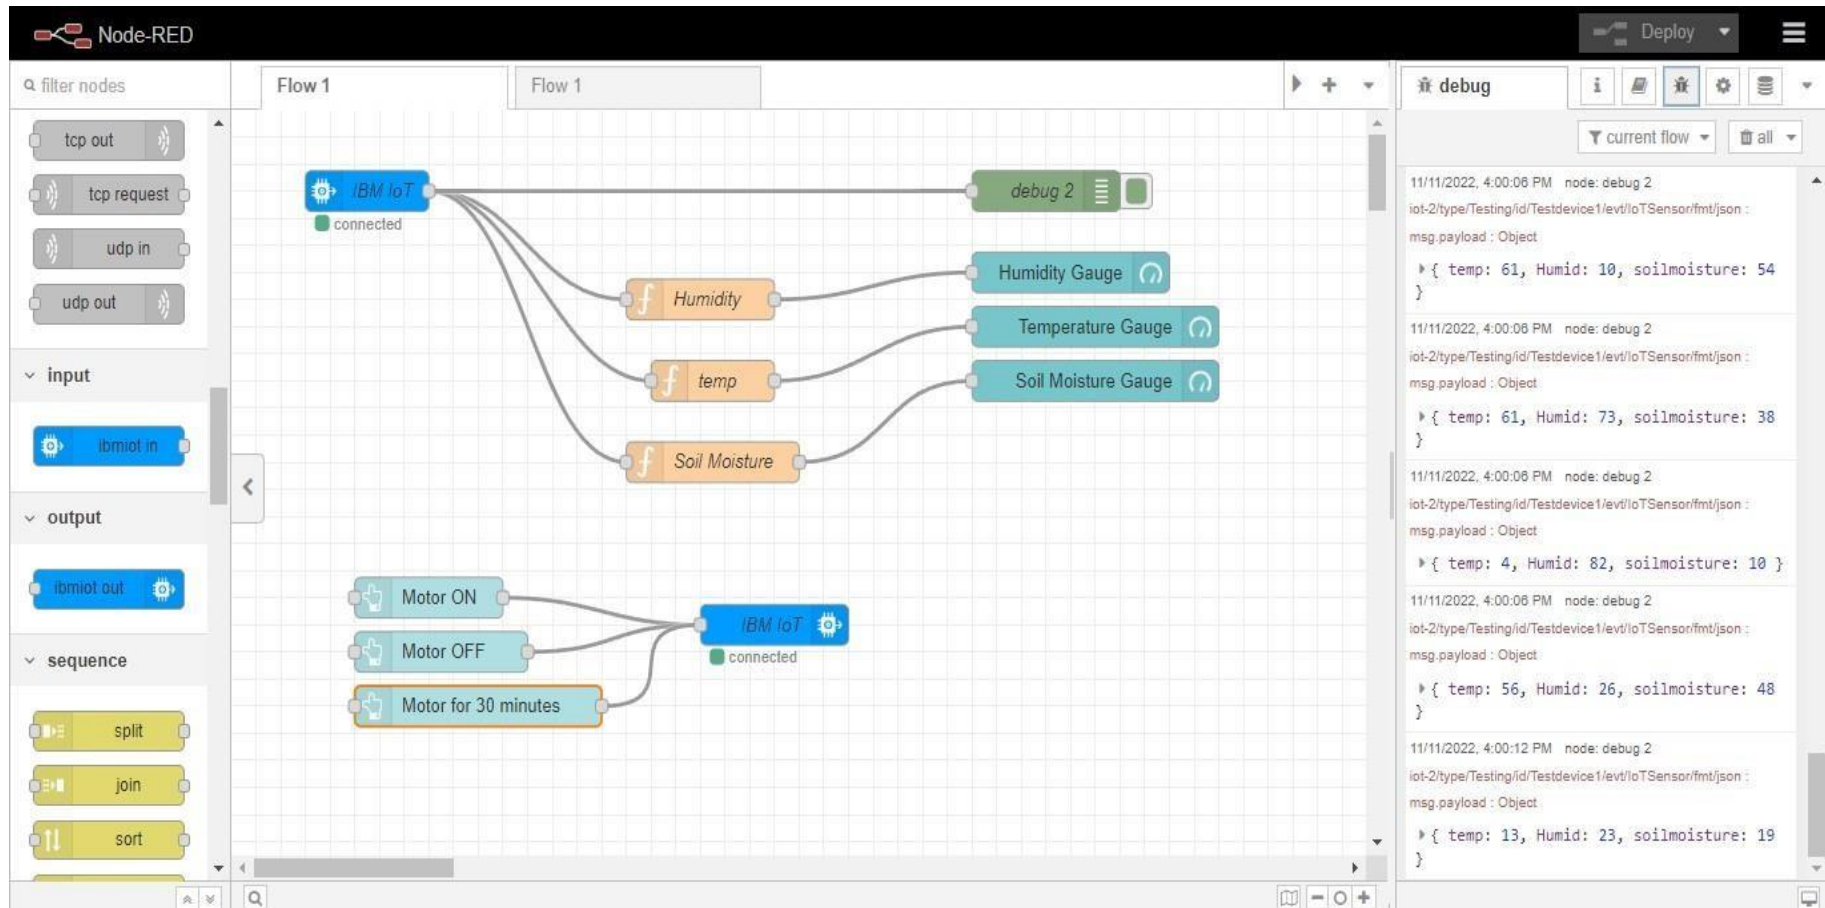 Node-RED
Deploy
filter nodes
Flow 1
Flow 1
debug
current flow
all
tcp out
tcp request
udp in
udp out
input
ibmiot in
output
ibmiot out
sequence
split
join
sort
IBM IoT
connected
debug 2
Humidity
Humidity Gauge
temp
Temperature Gauge
Soil Moisture
Soil Moisture Gauge
Motor ON
Motor OFF
Motor for 30 minutes
IBM IoT
connected
11/11/2022, 4:00:06 PM node: debug 2
iot-2/type/Testing/id/Testdevice1/evt/IoTSensor/fmt/json :
msg.payload : Object
{ temp: 61, Humid: 10, soilmoisture: 54
}
11/11/2022, 4:00:06 PM node: debug 2
iot-2/type/Testing/id/Testdevice1/evt/IoTSensor/fmt/json :
msg.payload : Object
{ temp: 61, Humid: 73, soilmoisture: 38
}
11/11/2022, 4:00:06 PM node: debug 2
iot-2/type/Testing/id/Testdevice1/evt/IoTSensor/fmt/json :
msg.payload : Object
{ temp: 4, Humid: 82, soilmoisture: 10 }
11/11/2022, 4:00:06 PM node: debug 2
iot-2/type/Testing/id/Testdevice1/evt/IoTSensor/fmt/json :
msg.payload : Object
{ temp: 56, Humid: 26, soilmoisture: 48
}
11/11/2022, 4:00:12 PM node: debug 2
iot-2/type/Testing/id/Testdevice1/evt/IoTSensor/fmt/json :
msg.payload : Object
{ temp: 13, Humid: 23, soilmoisture: 19
}